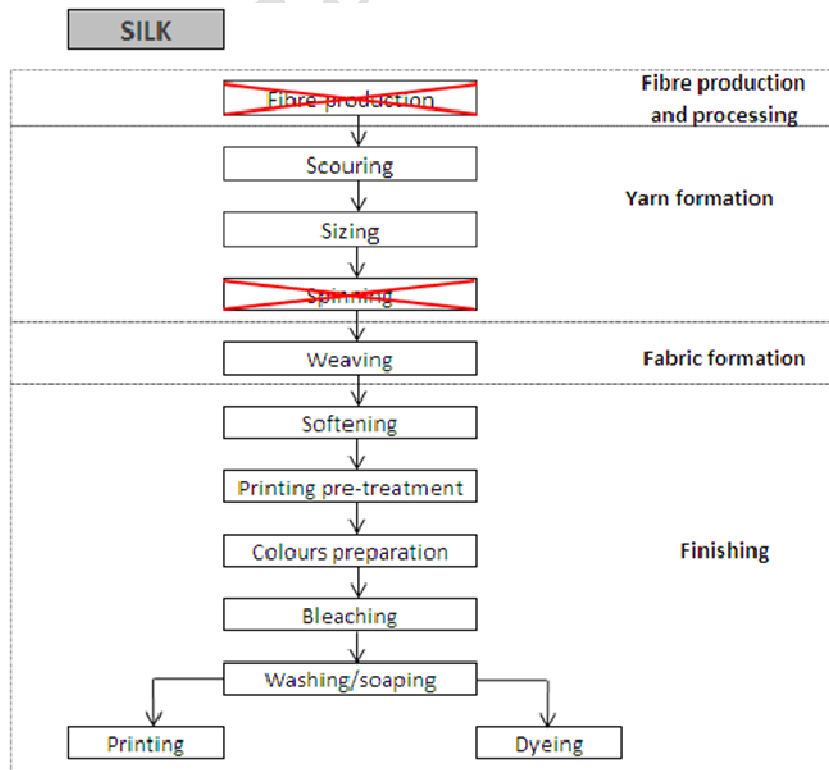 SILK
Fibre production
Fibre production
and processing
Scouring
Yarn formation
Sizing
Spinning
Weaving
Fabric formation
Softening
Printing pre-treatment
Colours preparation
Finishing
Bleaching
Washing/soaping
Printing
Dyeing